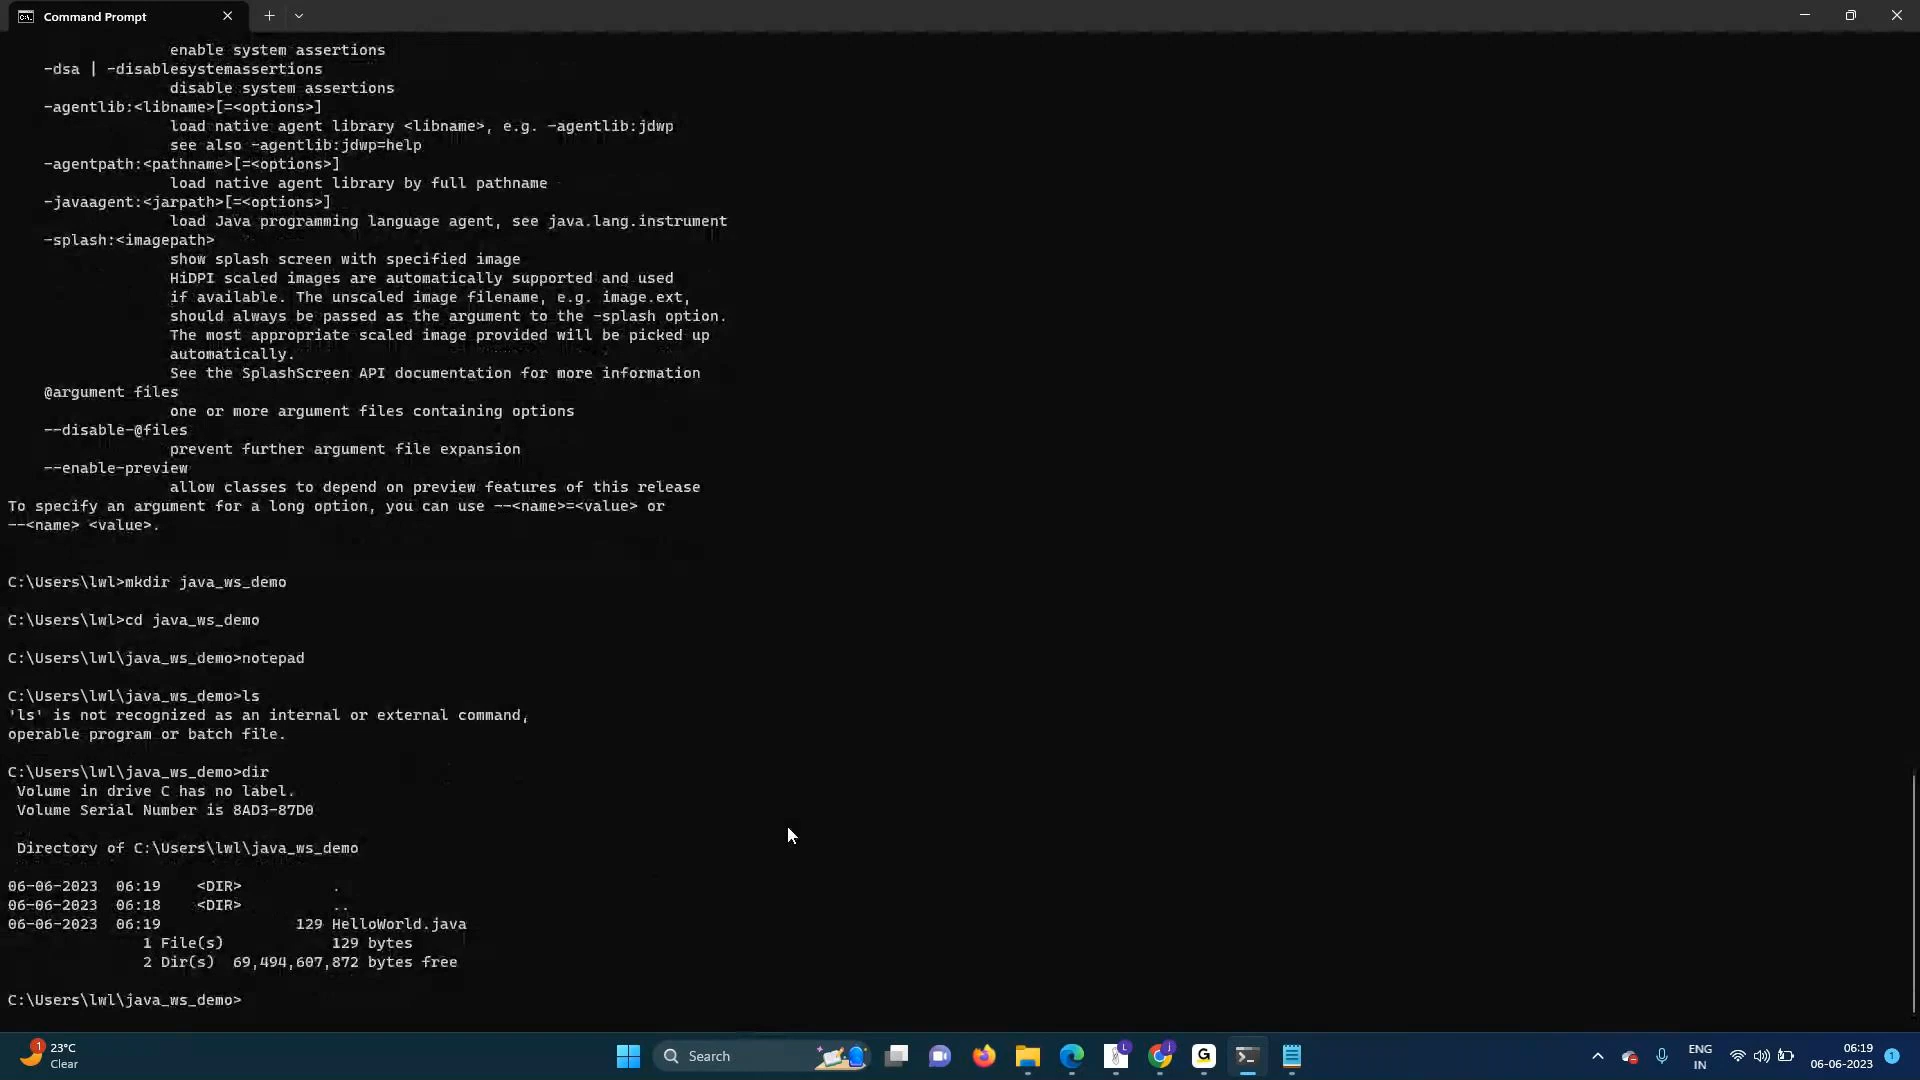 Command Prompt
enable system assertions
-dsa | -disablesystemassertions
disable system assertions
-agentlib:<libname>[=<options>]
load native agent library <libname>, e.g. -agentlib:jdwp
see also -agentlib:jdwp=help
-agentpath:<pathname>[=<options>]
load native agent library by full pathname
-javaagent:<jarpath>[=<options>]
load Java programming language agent, see java.lang.instrument
-splash:<imagepath>
show splash screen with specified image
HiDPI scaled images are automatically supported and used
if available. The unscaled image filename, e.g. image.ext,
should always be passed as the argument to the -splash option.
The most appropriate scaled image provided will be picked up
automatically.
See the SplashScreen API documentation for more information
@argument files
one or more argument files containing options
--disable-@files
prevent further argument file expansion
--enable-preview
allow classes to depend on preview features of this release
To specify an argument for a long option, you can use --<name>=<value> or
--<name> <value>.
C:\Users\lwl>mkdir java_ws_demo
C:\Users\lwl>cd java_ws_demo
C:\Users\lwl\java_ws_demo>notepad
C:\Users\lwl\java_ws_demo>ls
'ls' is not recognized as an internal or external command,
operable program or batch file.
C:\Users\lwl\java_ws_demo>dir
Volume in drive C has no label.
Volume Serial Number is 8AD3-87D0
Directory of C:\Users\lwl\java_ws_demo
06-06-2023  06:19    <DIR>          .
06-06-2023  06:18    <DIR>          ..
06-06-2023  06:19               129 HelloWorld.java
1 File(s)            129 bytes
2 Dir(s)  69,494,607,872 bytes free
C:\Users\lwl\java_ws_demo>
1 23°C
Clear
Search
L
j
G
ENG
IN
06:19
06-06-2023
1